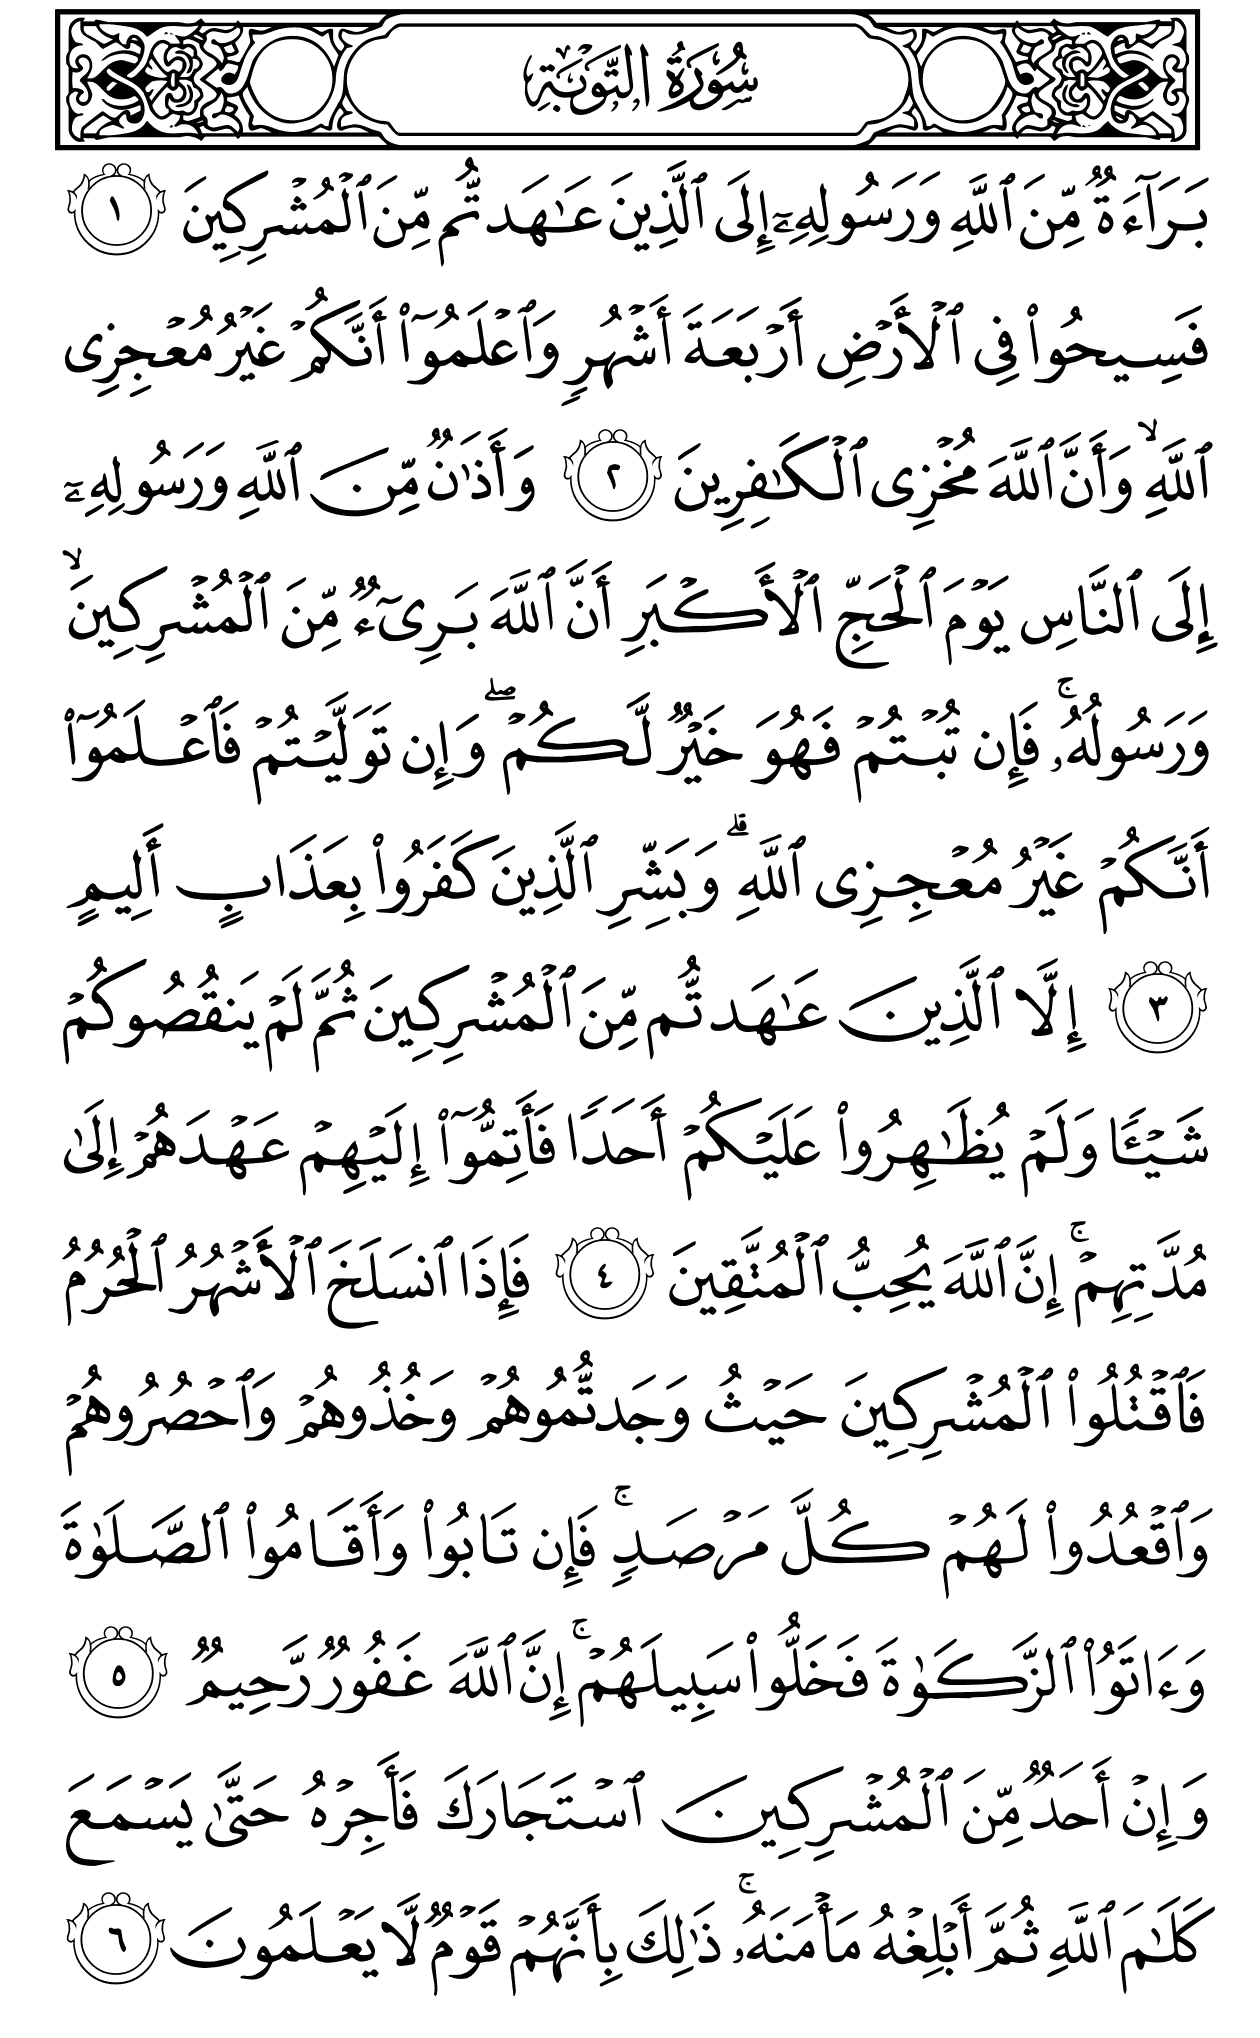 سُورَةُ التَّوْبَةِ
بَرَآءَةٌ مِّنَ ٱللَّهِ وَرَسُولِهِۦٓ إِلَى ٱلَّذِينَ عَـٰهَدتُّم مِّنَ ٱلْمُشْرِكِينَ ١
فَسِيحُوا۟ فِى ٱلْأَرْضِ أَرْبَعَةَ أَشْهُرٍ وَٱعْلَمُوٓا۟ أَنَّكُمْ غَيْرُ مُعْجِزِى
ٱللَّهِ ۙ وَأَنَّ ٱللَّهَ مُخْزِى ٱلْكَـٰفِرِينَ ٢ وَأَذَٰنٌ مِّنَ ٱللَّهِ وَرَسُولِهِۦٓ
إِلَى ٱلنَّاسِ يَوْمَ ٱلْحَجِّ ٱلْأَكْبَرِ أَنَّ ٱللَّهَ بَرِىٓءٌ مِّنَ ٱلْمُشْرِكِينَ ۙ
وَرَسُولُهُۥ ۚ فَإِن تُبْتُمْ فَهُوَ خَيْرٌ لَّكُمْ ۖ وَإِن تَوَلَّيْتُمْ فَٱعْلَمُوٓا۟
أَنَّكُمْ غَيْرُ مُعْجِزِى ٱللَّهِ ۗ وَبَشِّرِ ٱلَّذِينَ كَفَرُوا۟ بِعَذَابٍ أَلِيمٍ
٣ إِلَّا ٱلَّذِينَ عَـٰهَدتُّم مِّنَ ٱلْمُشْرِكِينَ ثُمَّ لَمْ يَنقُصُوكُمْ
شَيْـًٔا وَلَمْ يُظَـٰهِرُوا۟ عَلَيْكُمْ أَحَدًا فَأَتِمُّوٓا۟ إِلَيْهِمْ عَهْدَهُمْ إِلَىٰ
مُدَّتِهِمْ ۚ إِنَّ ٱللَّهَ يُحِبُّ ٱلْمُتَّقِينَ ٤ فَإِذَا ٱنسَلَخَ ٱلْأَشْهُرُ ٱلْحُرُمُ
فَٱقْتُلُوا۟ ٱلْمُشْرِكِينَ حَيْثُ وَجَدتُّمُوهُمْ وَخُذُوهُمْ وَٱحْصُرُوهُمْ
وَٱقْعُدُوا۟ لَهُمْ كُلَّ مَرْصَدٍ ۚ فَإِن تَابُوا۟ وَأَقَامُوا۟ ٱلصَّلَوٰةَ
وَءَاتَوُا۟ ٱلزَّكَوٰةَ فَخَلُّوا۟ سَبِيلَهُمْ ۚ إِنَّ ٱللَّهَ غَفُورٌ رَّحِيمٌ ٥
وَإِنْ أَحَدٌ مِّنَ ٱلْمُشْرِكِينَ ٱسْتَجَارَكَ فَأَجِرْهُ حَتَّىٰ يَسْمَعَ
كَلَـٰمَ ٱللَّهِ ثُمَّ أَبْلِغْهُ مَأْمَنَهُۥ ۚ ذَٰلِكَ بِأَنَّهُمْ قَوْمٌ لَّا يَعْلَمُونَ ٦